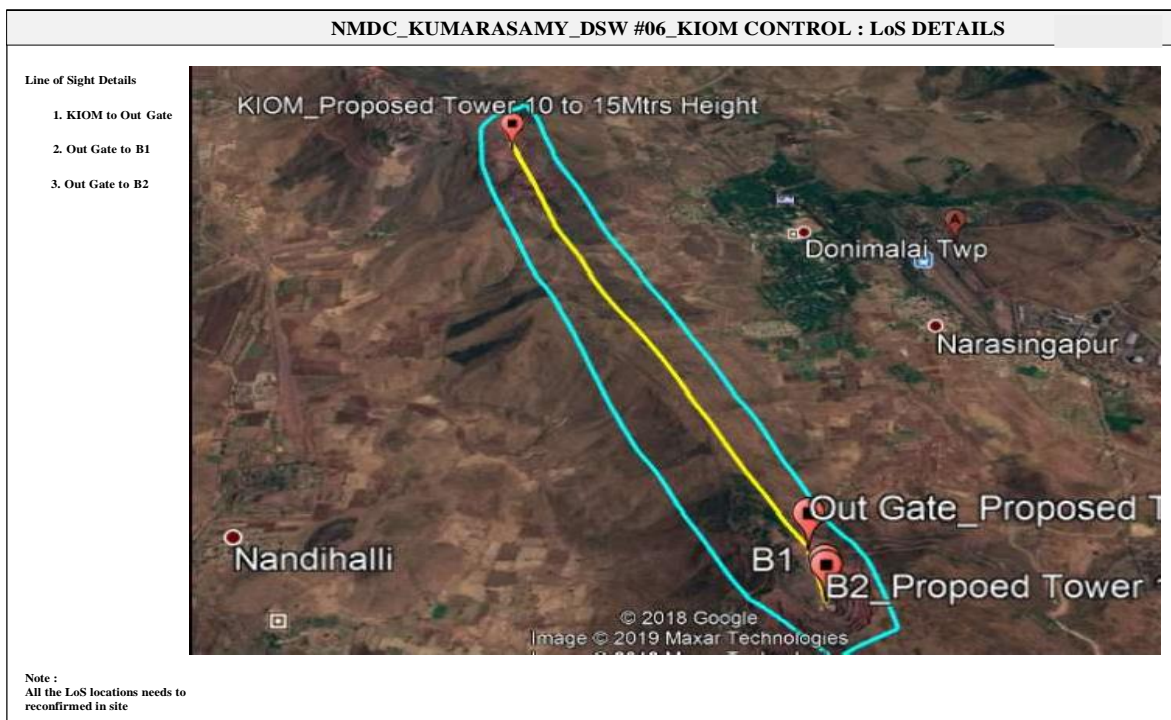 NMDC_KUMARASAMY_DSW #06_KIOM CONTROL : LoS DETAILS
Line of Sight Details
1. KIOM to Out Gate
2. Out Gate to B1
3. Out Gate to B2
KIOM_Proposed Tower 10 to 15Mtrs Height
A
Donimalai Twp
Narasingapur
Out Gate_Proposed T
Nandihalli
B1
B2_Propoed Tower
© 2018 Google
Image © 2019 Maxar Technologies
Note :
All the LoS locations needs to
reconfirmed in site